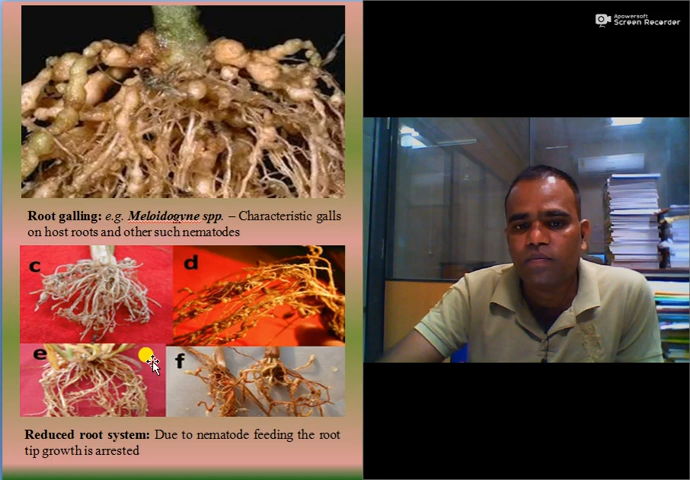 Apowersoft
Screen Recorder
Root galling: e.g. Meloidogyne spp. – Characteristic galls
on host roots and other such nematodes
c
d
e
f
Reduced root system: Due to nematode feeding the root
tip growth is arrested